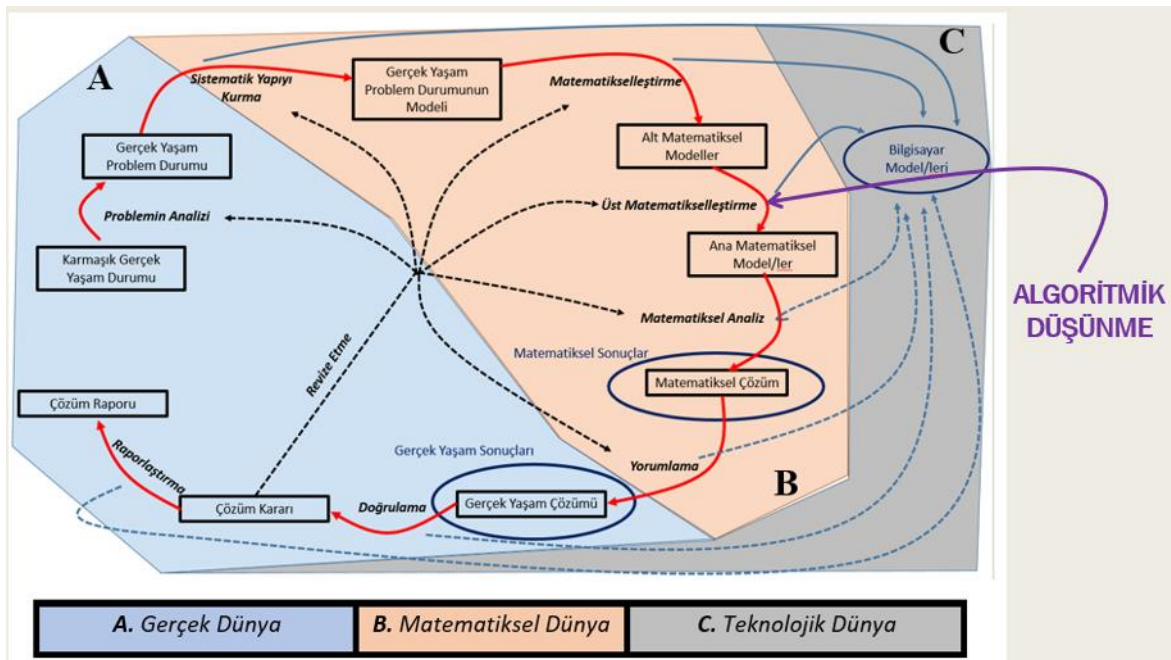 A
C
Sistematik Yapıyı
Kurma
Gerçek Yaşam
Problem Durumunun
Modeli
Matematikselleştirme
Gerçek Yaşam
Problem Durumu
Alt Matematiksel
Modeller
Bilgisayar
Model/leri
Problemin Analizi
Üst Matematikselleştirme
Karmaşık Gerçek
Yaşam Durumu
Ana Matematiksel
Model/ler
ALGORİTMİK
DÜŞÜNME
Matematiksel Analiz
Matematiksel Sonuçlar
Revize Etme
Matematiksel Çözüm
Çözüm Raporu
Gerçek Yaşam Sonuçları
Raporlaştırma
Yorumlama
B
Çözüm Kararı
Doğrulama
Gerçek Yaşam Çözümü
A. Gerçek Dünya
B. Matematiksel Dünya
C. Teknolojik Dünya